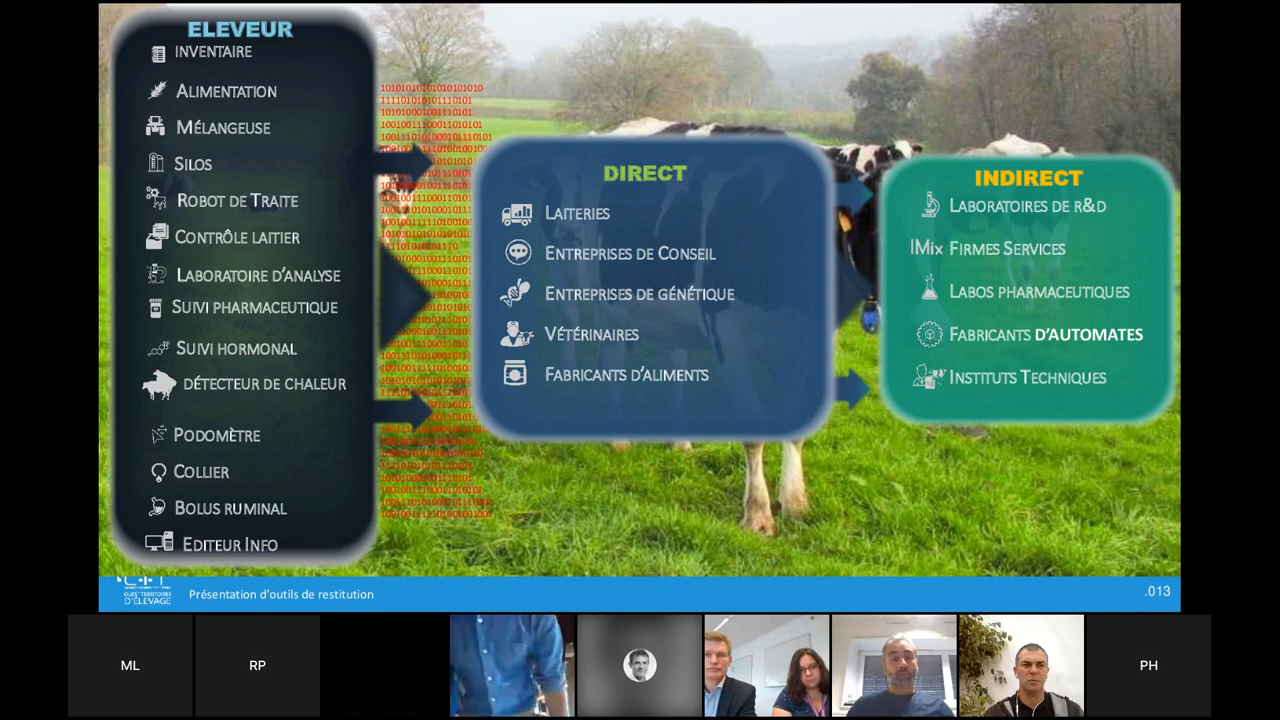 ELEVEUR
INVENTAIRE
ALIMENTATION
MÉLANGEUSE
SILOS
ROBOT DE TRAITE
CONTRÔLE LAITIER
LABORATOIRE D'ANALYSE
SUIVI PHARMACEUTIQUE
SUIVI HORMONAL
DÉTECTEUR DE CHALEUR
PODOMÈTRE
COLLIER
BOLUS RUMINAL
EDITEUR INFO
DIRECT
LAITERIES
ENTREPRISES DE CONSEIL
ENTREPRISES DE GÉNÉTIQUE
VÉTÉRINAIRES
FABRICANTS D'ALIMENTS
INDIRECT
LABORATOIRES DE R&D
IMix FIRMES SERVICES
LABOS PHARMACEUTIQUES
FABRICANTS D'AUTOMATES
INSTITUTS TECHNIQUES
D'ÉLEVAGE
Présentation d'outils de restitution
.013
ML
RP
PH